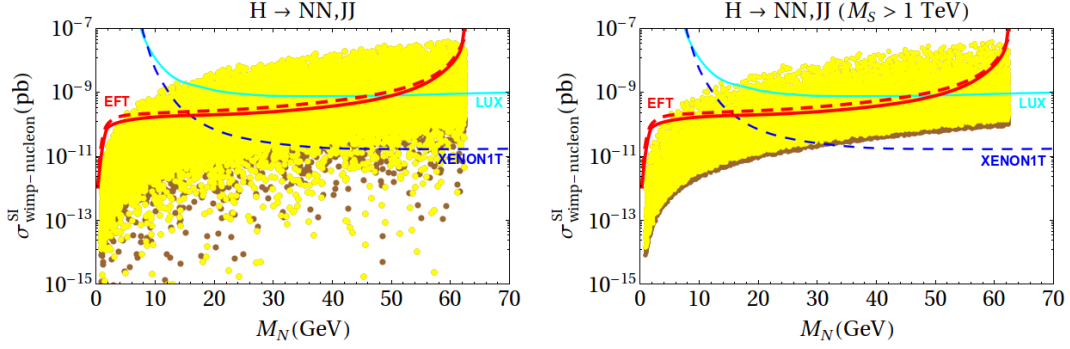 H → NN,JJ
10⁻⁷
10⁻⁹
10⁻¹¹
10⁻¹³
10⁻¹⁵
σ^SI_wimp-nucleon (pb)
EFT
LUX
XENON1T
0 10 20 30 40 50 60 70
M_N (GeV)
H → NN,JJ (M_S > 1 TeV)
10⁻⁷
10⁻⁹
10⁻¹¹
10⁻¹³
10⁻¹⁵
σ^SI_wimp-nucleon (pb)
EFT
LUX
XENON1T
0 10 20 30 40 50 60 70
M_N (GeV)